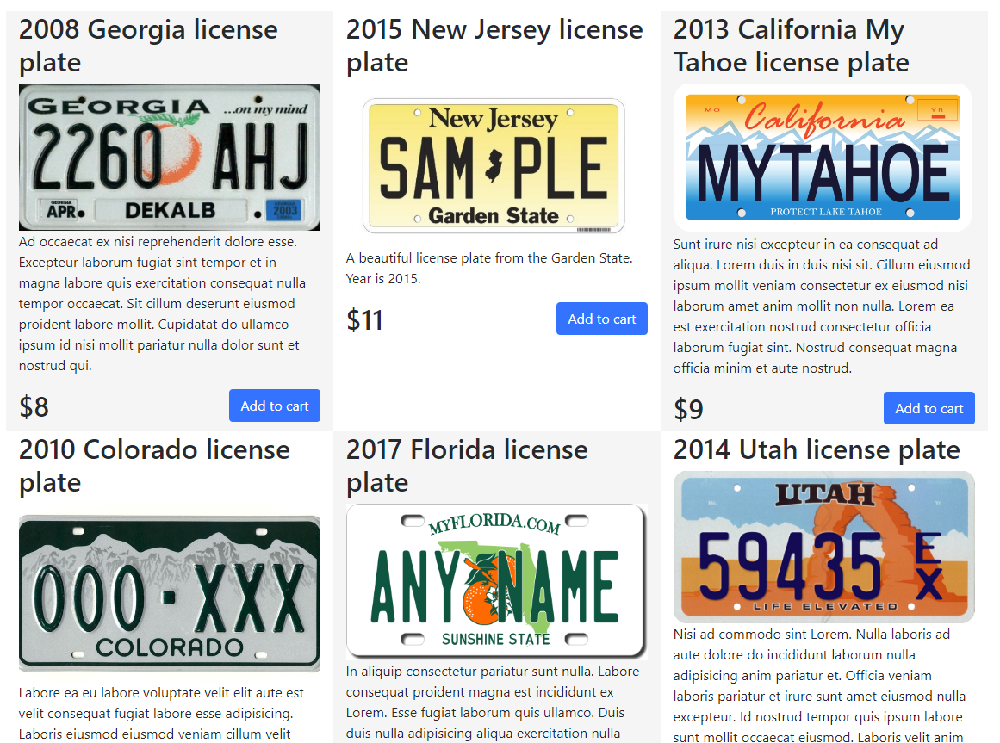 2008 Georgia license
plate
GEORGIA ...on my mind
2260 AHJ
GEORGIA
APR
DEKALB
2003
Ad occaecat ex nisi reprehenderit dolore esse.
Excepteur laborum fugiat sint tempor et in
magna labore quis exercitation consequat nulla
tempor occaecat. Sit cillum deserunt eiusmod
proident labore mollit. Cupidatat do ullamco
ipsum id nisi mollit pariatur nulla dolor sunt et
nostrud qui.
$8
Add to cart
2015 New Jersey license
plate
New Jersey
SAM PLE
Garden State
A beautiful license plate from the Garden State.
Year is 2015.
$11
Add to cart
2013 California My
Tahoe license plate
MO
California
YR
MYTAHOE
PROTECT LAKE TAHOE
Sunt irure nisi excepteur in ea consequat ad
aliqua. Lorem duis in duis nisi sit. Cillum eiusmod
ipsum mollit veniam consectetur ex eiusmod nisi
laborum amet anim mollit non nulla. Lorem ea
est exercitation nostrud consectetur officia
laborum fugiat sint. Nostrud consequat magna
officia minim et aute nostrud.
$9
Add to cart
2010 Colorado license
plate
000·XXX
COLORADO
Labore ea eu labore voluptate velit elit aute est
velit consequat fugiat labore esse adipisicing.
Laboris eiusmod eiusmod veniam cillum velit
2017 Florida license
plate
MYFLORIDA.COM
ANY NAME
SUNSHINE STATE
In aliquip consectetur pariatur sunt nulla. Labore
consequat proident magna est incididunt ex
Lorem. Esse fugiat laborum quis ullamco. Duis
duis nulla adipisicing aliqua exercitation nulla
2014 Utah license plate
UTAH
59435 EX
LIFE ELEVATED
Nisi ad commodo sint Lorem. Nulla laboris ad
aute dolore do incididunt laborum nulla
adipisicing anim pariatur et. Officia veniam
laboris pariatur et irure sunt amet eiusmod nulla
excepteur. Id nostrud tempor quis ipsum labore
sunt mollit occaecat eiusmod. Laboris velit anim